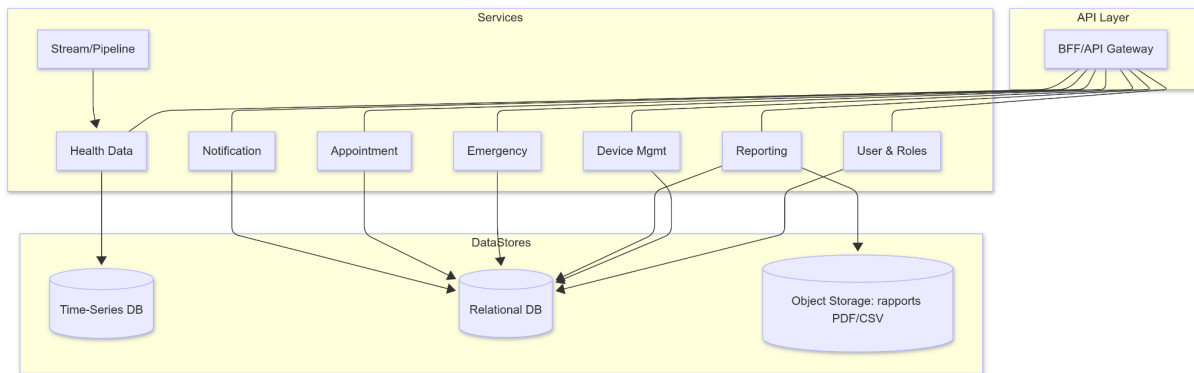 Services
API Layer
Stream/Pipeline
BFF/API Gateway
Health Data
Notification
Appointment
Emergency
Device Mgmt
Reporting
User & Roles
DataStores
Time-Series DB
Relational DB
Object Storage: rapports
PDF/CSV